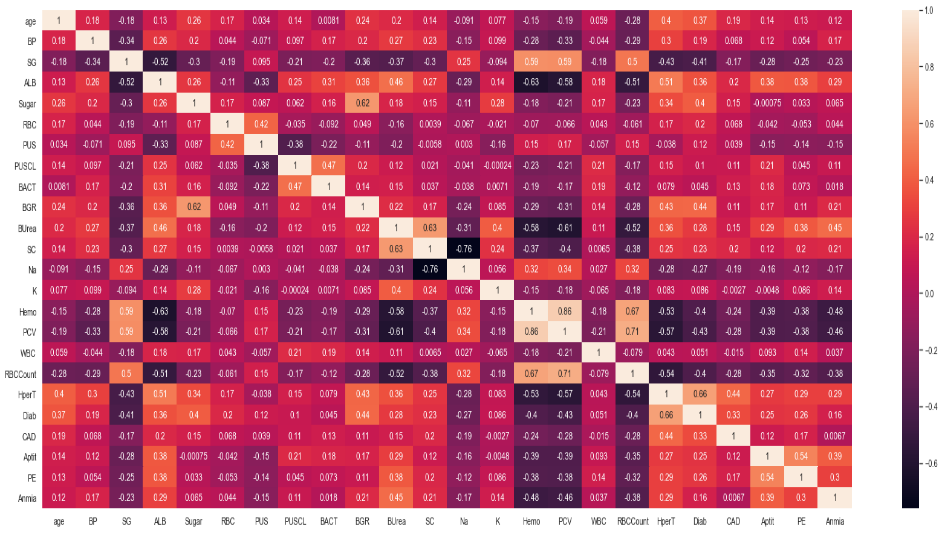 age 1 0.18 -0.18 0.13 0.26 0.17 0.034 0.14 0.0081 0.24 0.2 0.14 -0.091 0.077 -0.15 -0.19 0.059 -0.28 0.4 0.37 0.19 0.14 0.13 0.12
BP 0.18 1 -0.34 0.26 0.2 0.044 -0.071 0.097 0.17 0.2 0.27 0.23 -0.15 0.099 -0.28 -0.33 -0.044 -0.29 0.3 0.19 0.068 0.12 0.054 0.17
SG -0.18 -0.34 1 -0.52 -0.3 -0.19 0.095 -0.21 -0.2 -0.36 -0.37 -0.3 0.25 -0.094 0.59 0.59 -0.18 0.5 -0.43 -0.41 -0.17 -0.28 -0.25 -0.23
ALB 0.13 0.26 -0.52 1 0.26 -0.11 -0.33 0.25 0.31 0.36 0.46 0.27 -0.29 0.14 -0.63 -0.58 0.18 -0.51 0.51 0.36 0.2 0.38 0.38 0.29
Sugar 0.26 0.2 -0.3 0.26 1 0.17 0.087 0.062 0.16 0.62 0.18 0.15 -0.11 0.28 -0.18 -0.21 0.17 -0.23 0.34 0.4 0.15 -0.00075 0.033 0.065
RBC 0.17 0.044 -0.19 -0.11 0.17 1 0.42 -0.035 -0.092 0.049 -0.16 0.0039 -0.067 -0.021 -0.07 -0.066 0.043 -0.061 0.17 0.2 0.068 -0.042 -0.053 0.044
PUS 0.034 -0.071 0.095 -0.33 0.087 0.42 1 -0.38 -0.22 -0.11 -0.2 -0.0058 0.003 -0.16 0.15 0.17 -0.057 0.15 -0.038 0.12 0.039 -0.15 -0.14 -0.15
PUSCL 0.14 0.097 -0.21 0.25 0.062 -0.035 -0.38 1 0.47 0.2 0.12 0.021 -0.041 -0.00024 -0.23 -0.21 0.21 -0.17 0.15 0.1 0.11 0.21 0.045 0.11
BACT 0.0081 0.17 -0.2 0.31 0.16 -0.092 -0.22 0.47 1 0.14 0.15 0.037 -0.038 0.0071 -0.19 -0.17 0.19 -0.12 0.079 0.045 0.13 0.18 0.073 0.018
BGR 0.24 0.2 -0.36 0.36 0.62 0.049 -0.11 0.2 0.14 1 0.22 0.17 -0.24 0.085 -0.29 -0.31 0.14 -0.28 0.43 0.44 0.11 0.17 0.11 0.21
BUrea 0.2 0.27 -0.37 0.46 0.18 -0.16 -0.2 0.12 0.15 0.22 1 0.63 -0.31 0.4 -0.58 -0.61 0.11 -0.52 0.36 0.28 0.15 0.29 0.38 0.45
SC 0.14 0.23 -0.3 0.27 0.15 0.0039 -0.0058 0.021 0.037 0.17 0.63 1 -0.76 0.24 -0.37 -0.4 0.0065 -0.38 0.25 0.23 0.2 0.12 0.2 0.21
Na -0.091 -0.15 0.25 -0.29 -0.11 -0.067 0.003 -0.041 -0.038 -0.24 -0.31 -0.76 1 0.056 0.32 0.34 0.027 0.32 -0.28 -0.27 -0.19 -0.16 -0.12 -0.17
K 0.077 0.099 -0.094 0.14 0.28 -0.021 -0.16 -0.00024 0.0071 0.085 0.4 0.24 0.056 1 -0.15 -0.18 -0.065 -0.18 0.083 0.086 -0.0027 -0.0048 0.086 0.14
Hemo -0.15 -0.28 0.59 -0.63 -0.18 -0.07 0.15 -0.23 -0.19 -0.29 -0.58 -0.37 0.32 -0.15 1 0.86 -0.18 0.67 -0.53 -0.4 -0.24 -0.39 -0.38 -0.48
PCV -0.19 -0.33 0.59 -0.58 -0.21 -0.066 0.17 -0.21 -0.17 -0.31 -0.61 -0.4 0.34 -0.18 0.86 1 -0.21 0.71 -0.57 -0.43 -0.28 -0.39 -0.38 -0.46
WBC 0.059 -0.044 -0.18 0.18 0.17 0.043 -0.057 0.21 0.19 0.14 0.11 0.0065 0.027 -0.065 -0.18 -0.21 1 -0.079 0.043 0.051 -0.015 0.093 0.14 0.037
RBCCount -0.28 -0.29 0.5 -0.51 -0.23 -0.061 0.15 -0.17 -0.12 -0.28 -0.52 -0.38 0.32 -0.18 0.67 0.71 -0.079 1 -0.54 -0.4 -0.28 -0.35 -0.32 -0.38
HperT 0.4 0.3 -0.43 0.51 0.34 0.17 -0.038 0.15 0.079 0.43 0.36 0.25 -0.28 0.083 -0.53 -0.57 0.043 -0.54 1 0.66 0.44 0.27 0.29 0.29
Diab 0.37 0.19 -0.41 0.36 0.4 0.2 0.12 0.1 0.045 0.44 0.28 0.23 -0.27 0.086 -0.4 -0.43 0.051 -0.4 0.66 1 0.33 0.25 0.26 0.16
CAD 0.19 0.068 -0.17 0.2 0.15 0.068 0.039 0.11 0.13 0.11 0.15 0.2 -0.19 -0.0027 -0.24 -0.28 -0.015 -0.28 0.44 0.33 1 0.12 0.17 0.0067
Aptit 0.14 0.12 -0.28 0.38 -0.00075 -0.042 -0.15 0.21 0.18 0.17 0.29 0.12 -0.16 -0.0048 -0.39 -0.39 0.093 -0.35 0.27 0.25 0.12 1 0.54 0.39
PE 0.13 0.054 -0.25 0.38 0.033 -0.053 -0.14 0.045 0.073 0.11 0.38 0.2 -0.12 0.086 -0.38 -0.38 0.14 -0.32 0.29 0.26 0.17 0.54 1 0.3
Anmia 0.12 0.17 -0.23 0.29 0.065 0.044 -0.15 0.11 0.018 0.21 0.45 0.21 -0.17 0.14 -0.48 -0.46 0.037 -0.38 0.29 0.16 0.0067 0.39 0.3 1
age BP SG ALB Sugar RBC PUS PUSCL BACT BGR BUrea SC Na K Hemo PCV WBC RBCCount HperT Diab CAD Aptit PE Anmia
1.0
0.8
0.6
0.4
0.2
0.0
-0.2
-0.4
-0.6